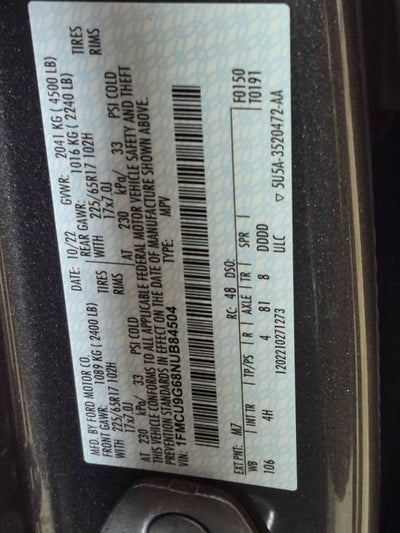 MFD. BY FORD MOTOR CO. DATE: 10/22 GVWR: 2041 KG ( 4500 LB)
FRONT GAWR: 1089 KG ( 2400 LB) REAR GAWR: 1016 KG ( 2240 LB)
WITH 225/65R17 102H TIRES WITH 225/65R17 102H TIRES
17x7.0J RIMS 17x7.0J RIMS
AT 230 kPa/ 33 PSI COLD AT 230 kPa/ 33 PSI COLD
THIS VEHICLE CONFORMS TO ALL APPLICABLE FEDERAL MOTOR VEHICLE SAFETY AND THEFT
PREVENTION STANDARDS IN EFFECT ON THE DATE OF MANUFACTURE SHOWN ABOVE.
VIN: 1FMCU9G68NUB84504 TYPE: MPV
F0150
T0191
EXT PNT: M7 RC: 48 DSO:
WB | INT TR | TP/PS | R | AXLE | TR | SPR |
106 4H 4 81 8 DDDD
1202210271273 ULC
▽ 5U5A-3520472-AA